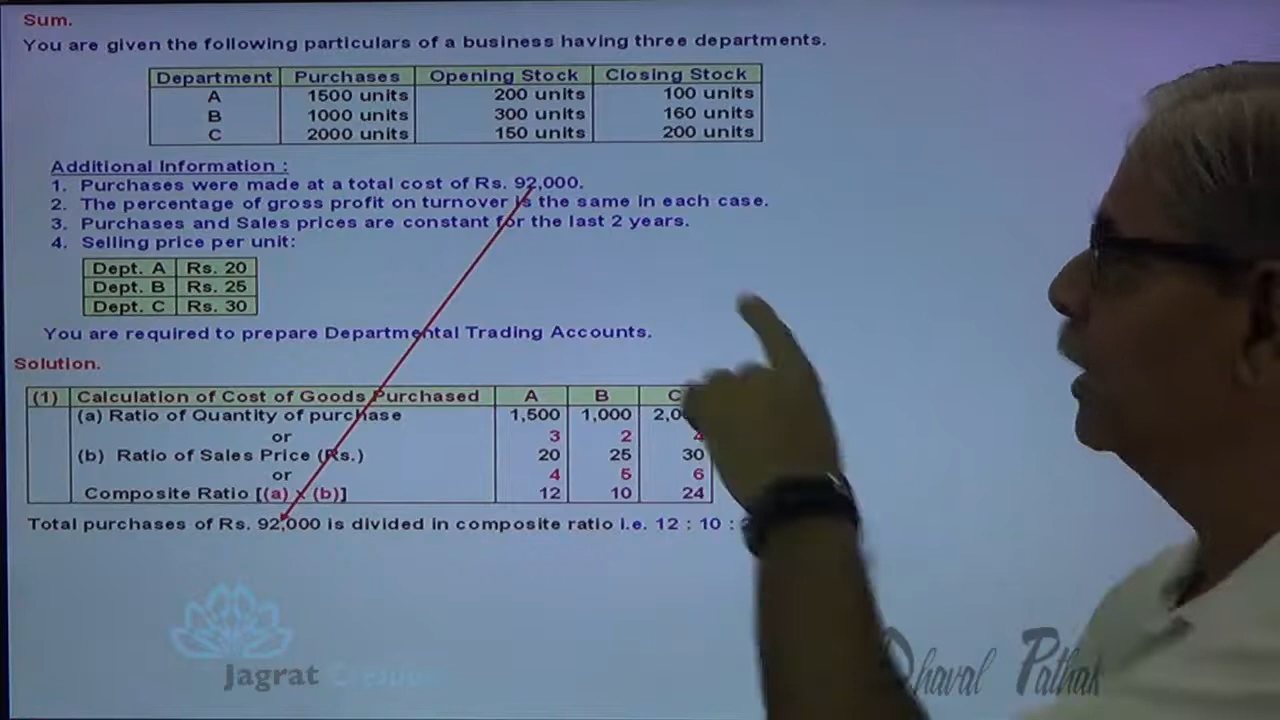 Sum.
You are given the following particulars of a business having three departments.
Department Purchases Opening Stock Closing Stock
A 1500 units 200 units 100 units
B 1000 units 300 units 160 units
C 2000 units 150 units 200 units
Additional Information :
1. Purchases were made at a total cost of Rs. 92,000.
2. The percentage of gross profit on turnover is the same in each case.
3. Purchases and Sales prices are constant for the last 2 years.
4. Selling price per unit:
Dept. A Rs. 20
Dept. B Rs. 25
Dept. C Rs. 30
You are required to prepare Departmental Trading Accounts.
Solution.
(1) Calculation of Cost of Goods Purchased A B C
(a) Ratio of Quantity of purchase 1,500 1,000
or 3 2 4
(b) Ratio of Sales Price (Rs.) 20 25 30
or 4 5 6
Composite Ratio [(a) x (b)] 12 10 24
Total purchases of Rs. 92,000 is divided in composite ratio i.e. 12 : 10 :
Jagrat
Dhaval Pathak